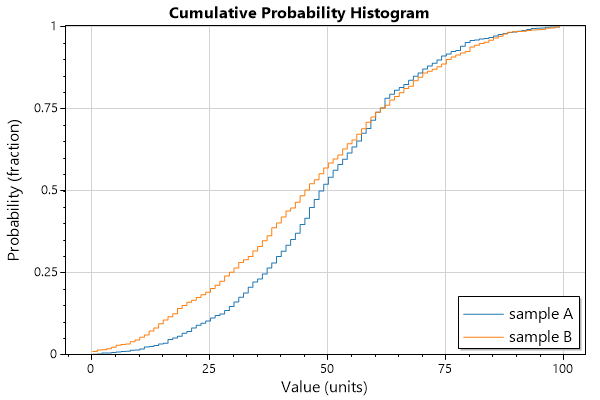 Cumulative Probability Histogram
Probability (fraction)
1
0.75
0.5
0.25
0
0 25 50 75 100
Value (units)
sample A
sample B